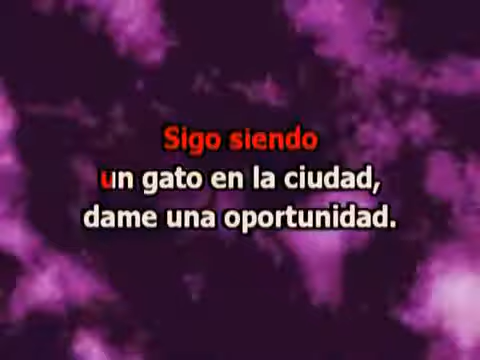 Sigo siendo
un gato en la ciudad,
dame una oportunidad.